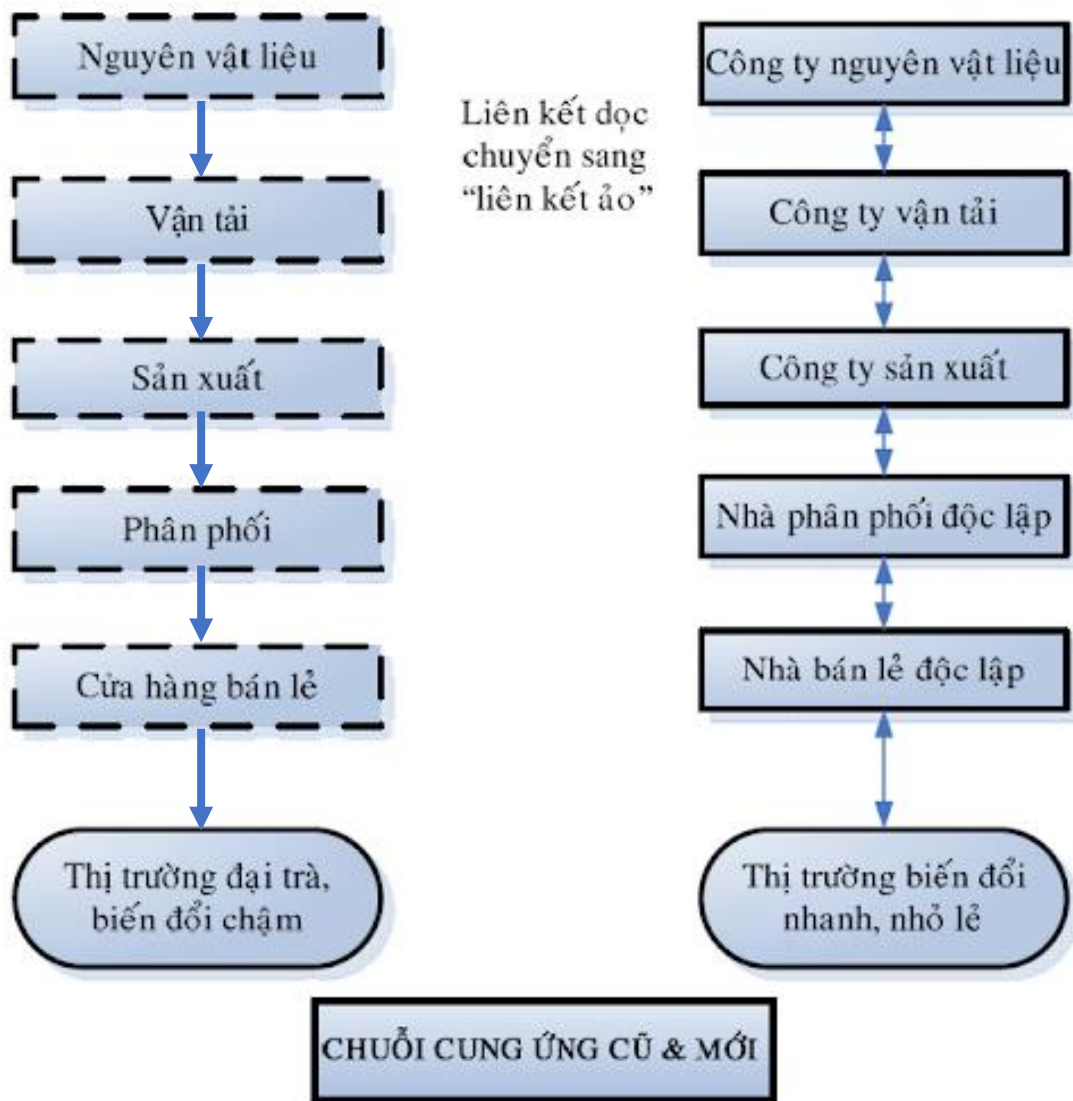 Nguyên vật liệu
Vận tải
Sản xuất
Phân phối
Cửa hàng bán lẻ
Thị trường đại trà,
biến đổi chậm
Liên kết dọc
chuyển sang
“liên kết ảo”
Công ty nguyên vật liệu
Công ty vận tải
Công ty sản xuất
Nhà phân phối độc lập
Nhà bán lẻ độc lập
Thị trường biến đổi
nhanh, nhỏ lẻ
CHUỖI CUNG ỨNG CŨ & MỚI